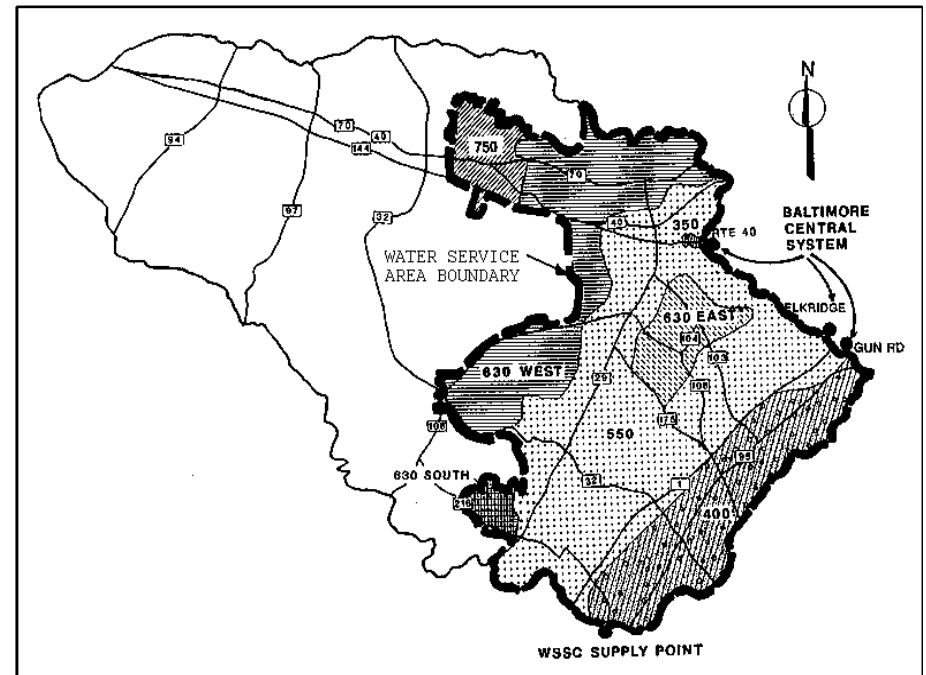 N
94
70
40
144
97
32
750
70
40
350
RTE 40
BALTIMORE
CENTRAL
SYSTEM
WATER SERVICE
AREA BOUNDARY
ELKRIDGE
GUN RD
630 EAST
104
103
630 WEST
29
108
108
175
550
95
630 SOUTH
32
1
216
400
WSSC SUPPLY POINT